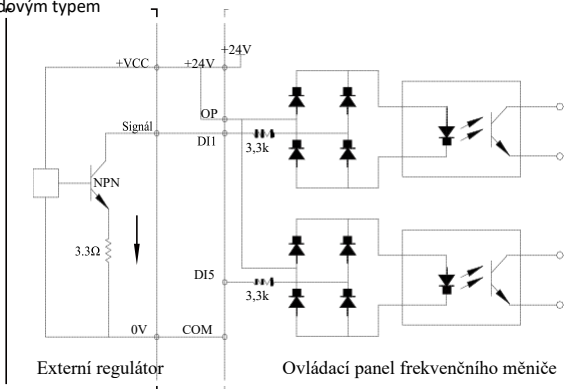 dovým typem
+24V
+VCC
+24V
OP
Signál
DI1
3,3k
NPN
3.3Ω
DI5
3,3k
0V
COM
Externí regulátor
Ovládací panel frekvenčního měniče